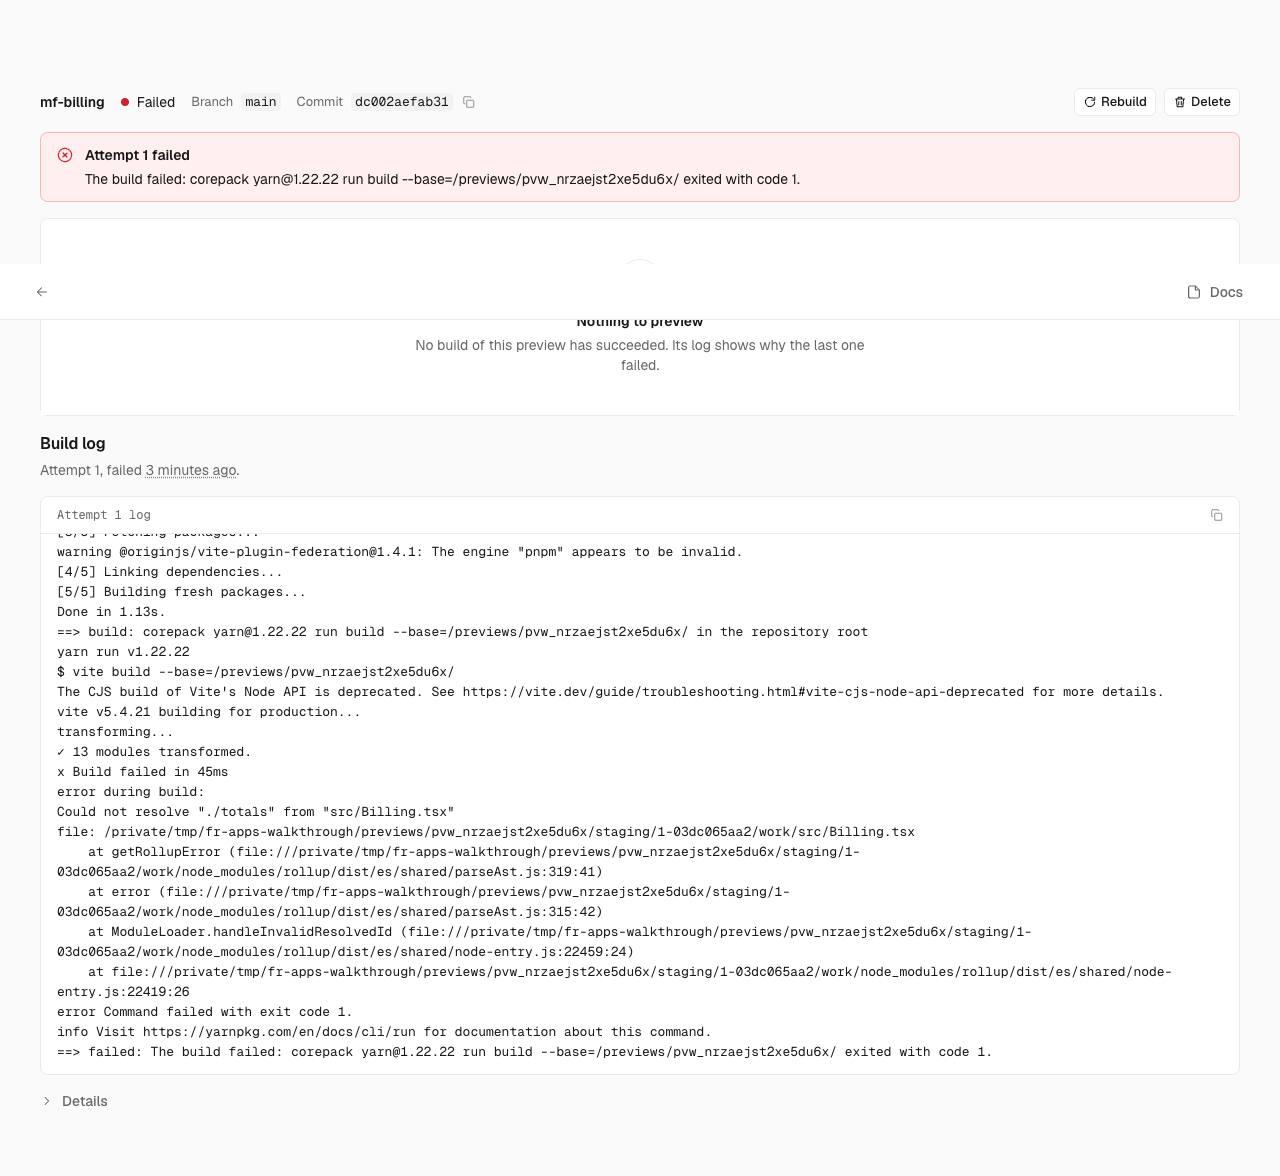 mf-billing Failed Branch main Commit dc002aefab31 Rebuild Delete
Attempt 1 failed
The build failed: corepack yarn@1.22.22 run build --base=/previews/pvw_nrzaejst2xe5du6x/ exited with code 1.
Docs
Nothing to preview
No build of this preview has succeeded. Its log shows why the last one
failed.
Build log
Attempt 1, failed 3 minutes ago.
Attempt 1 log
[3/5] Fetching packages...
warning @originjs/vite-plugin-federation@1.4.1: The engine "pnpm" appears to be invalid.
[4/5] Linking dependencies...
[5/5] Building fresh packages...
Done in 1.13s.
==> build: corepack yarn@1.22.22 run build --base=/previews/pvw_nrzaejst2xe5du6x/ in the repository root
yarn run v1.22.22
$ vite build --base=/previews/pvw_nrzaejst2xe5du6x/
The CJS build of Vite's Node API is deprecated. See https://vite.dev/guide/troubleshooting.html#vite-cjs-node-api-deprecated for more details.
vite v5.4.21 building for production...
transforming...
✓ 13 modules transformed.
x Build failed in 45ms
error during build:
Could not resolve "./totals" from "src/Billing.tsx"
file: /private/tmp/fr-apps-walkthrough/previews/pvw_nrzaejst2xe5du6x/staging/1-03dc065aa2/work/src/Billing.tsx
    at getRollupError (file:///private/tmp/fr-apps-walkthrough/previews/pvw_nrzaejst2xe5du6x/staging/1-
03dc065aa2/work/node_modules/rollup/dist/es/shared/parseAst.js:319:41)
    at error (file:///private/tmp/fr-apps-walkthrough/previews/pvw_nrzaejst2xe5du6x/staging/1-
03dc065aa2/work/node_modules/rollup/dist/es/shared/parseAst.js:315:42)
    at ModuleLoader.handleInvalidResolvedId (file:///private/tmp/fr-apps-walkthrough/previews/pvw_nrzaejst2xe5du6x/staging/1-
03dc065aa2/work/node_modules/rollup/dist/es/shared/node-entry.js:22459:24)
    at file:///private/tmp/fr-apps-walkthrough/previews/pvw_nrzaejst2xe5du6x/staging/1-03dc065aa2/work/node_modules/rollup/dist/es/shared/node-
entry.js:22419:26
error Command failed with exit code 1.
info Visit https://yarnpkg.com/en/docs/cli/run for documentation about this command.
==> failed: The build failed: corepack yarn@1.22.22 run build --base=/previews/pvw_nrzaejst2xe5du6x/ exited with code 1.
Details